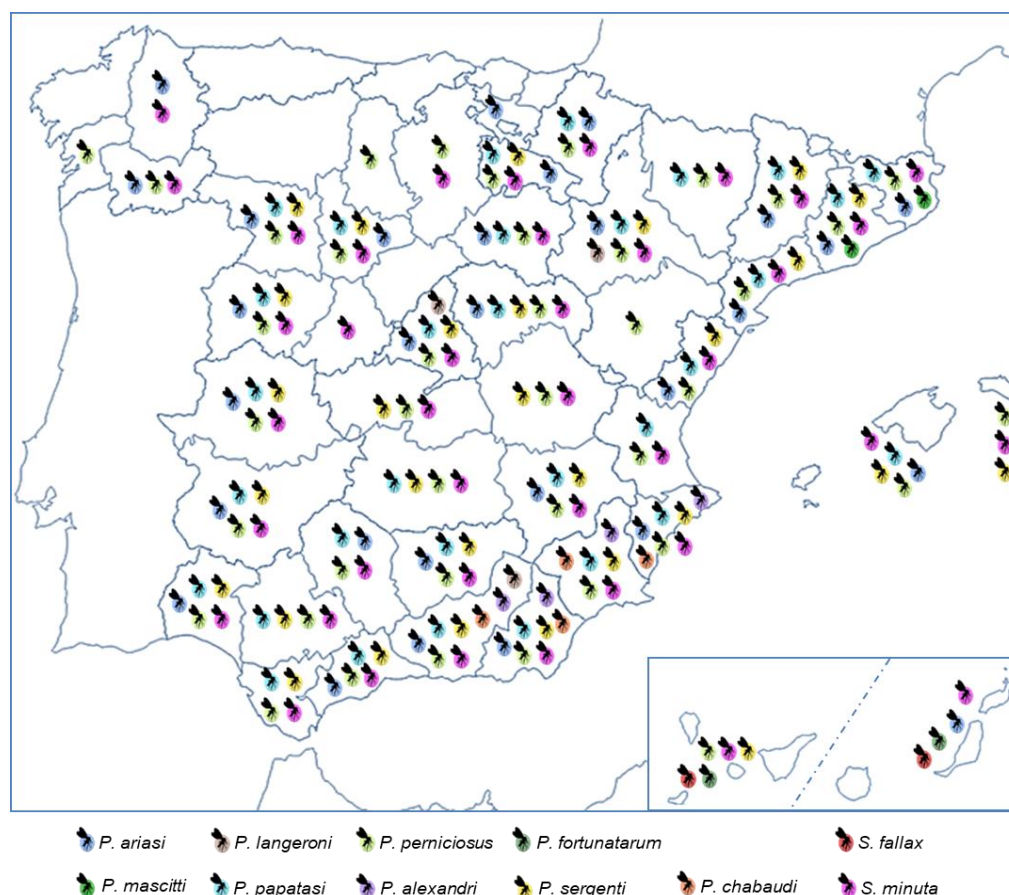 P. ariasi P. langeroni P. perniciosus P. fortunatarum S. fallax
P. mascitti P. papatasi P. alexandri P. sergenti P. chabaudi S. minuta